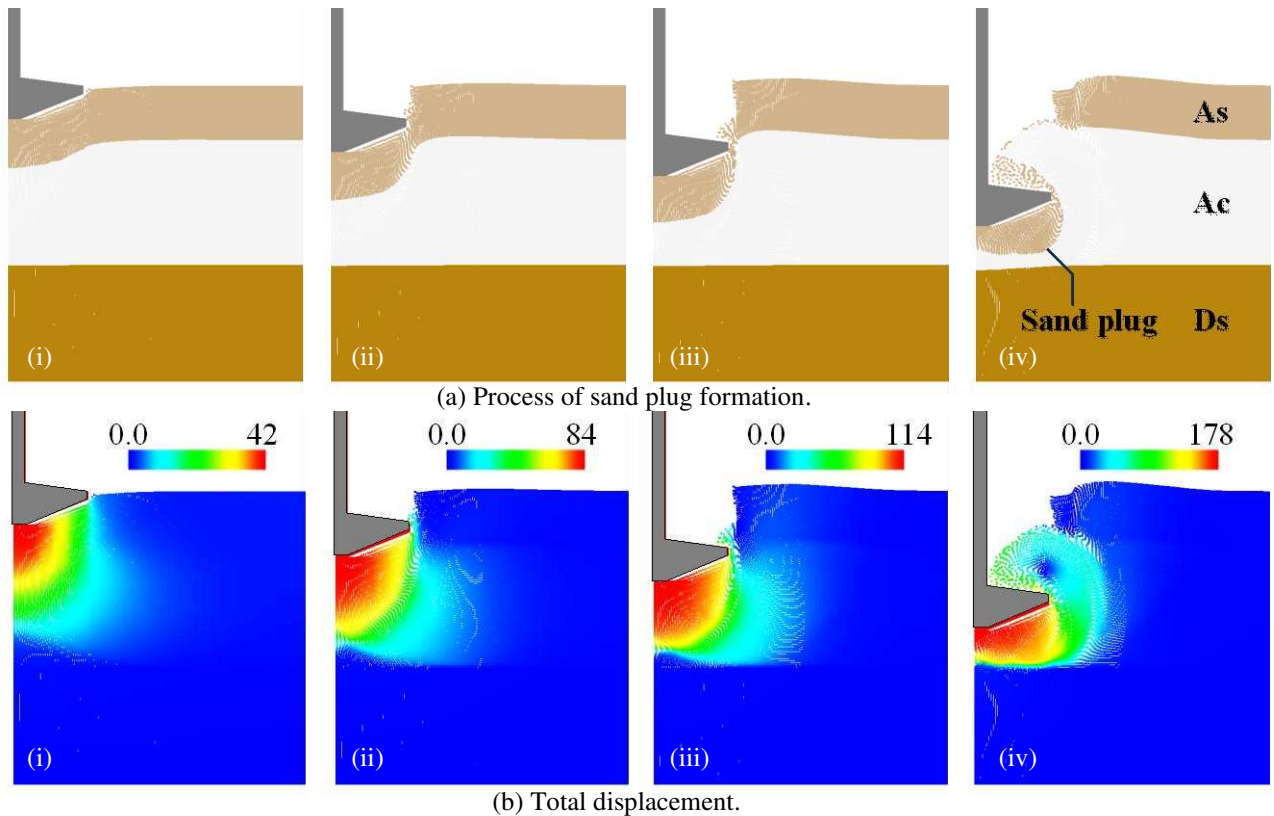 As
Ac
Sand plug Ds
(i) (ii) (iii) (iv)
(a) Process of sand plug formation.
0.0 42 0.0 84 0.0 114 0.0 178
(i) (ii) (iii) (iv)
(b) Total displacement.